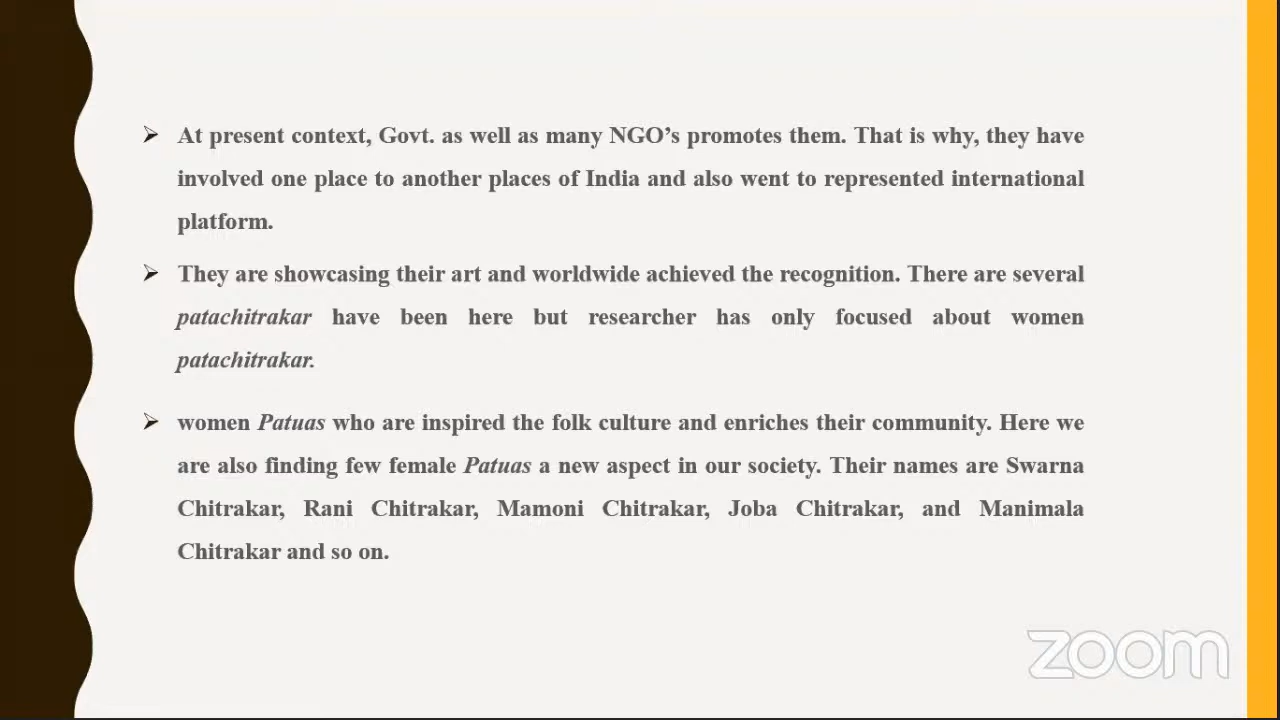 ➢ At present context, Govt. as well as many NGO’s promotes them. That is why, they have
involved one place to another places of India and also went to represented international
platform.
➢ They are showcasing their art and worldwide achieved the recognition. There are several
patachitrakar have been here but researcher has only focused about women
patachitrakar.
➢ women Patuas who are inspired the folk culture and enriches their community. Here we
are also finding few female Patuas a new aspect in our society. Their names are Swarna
Chitrakar, Rani Chitrakar, Mamoni Chitrakar, Joba Chitrakar, and Manimala
Chitrakar and so on.
zoom